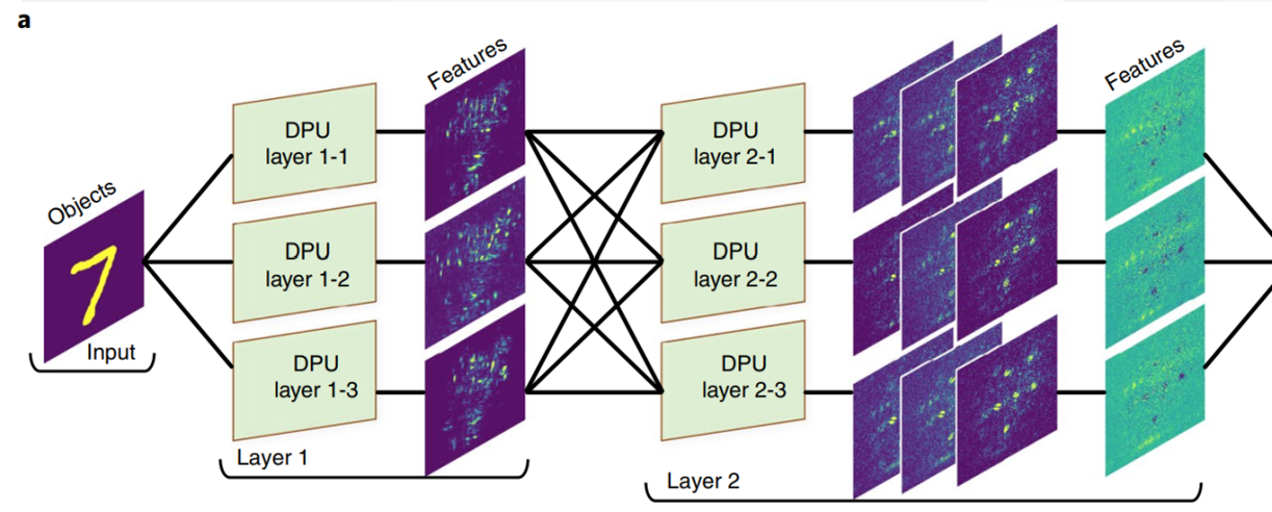 a
Objects
Input
DPU
layer 1-1
DPU
layer 1-2
DPU
layer 1-3
Layer 1
Features
DPU
layer 2-1
DPU
layer 2-2
DPU
layer 2-3
Layer 2
Features